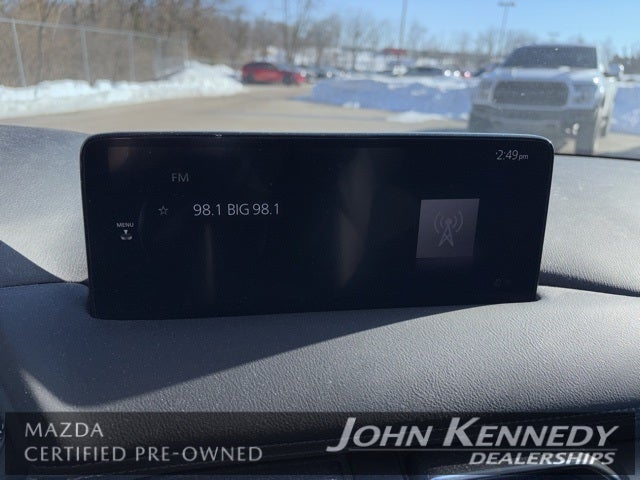 2:49pm
FM
☆ 98.1 BIG 98.1
MENU
MAZDA
CERTIFIED PRE-OWNED
JOHN KENNEDY
DEALERSHIPS